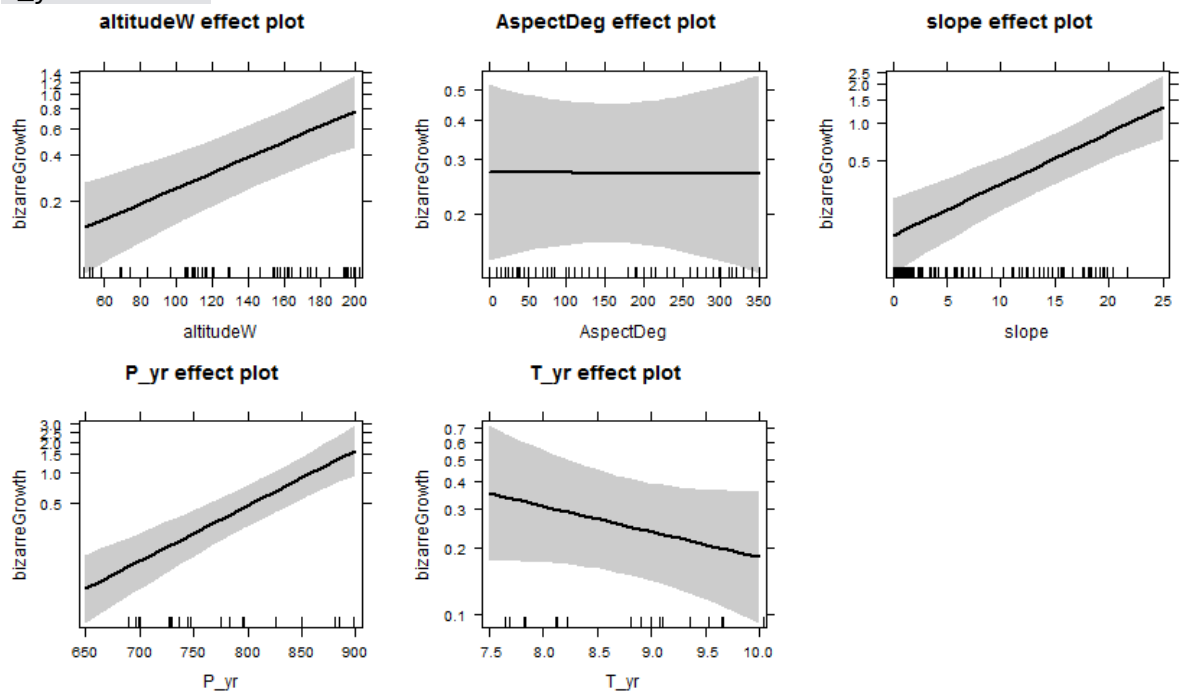 altitudeW effect plot
bizarreGrowth
1.4
1.2
1.0
0.8
0.6
0.4
0.2
60 80 100 120 140 160 180 200
altitudeW
AspectDeg effect plot
bizarreGrowth
0.5
0.4
0.3
0.2
0 50 100 150 200 250 300 350
AspectDeg
slope effect plot
bizarreGrowth
2.5
2.0
1.5
1.0
0.5
0 5 10 15 20 25
slope
P_yr effect plot
bizarreGrowth
3.0
2.0
1.5
1.0
0.5
650 700 750 800 850 900
P_yr
T_yr effect plot
bizarreGrowth
0.7
0.6
0.5
0.4
0.3
0.2
0.1
7.5 8.0 8.5 9.0 9.5 10.0
T_yr